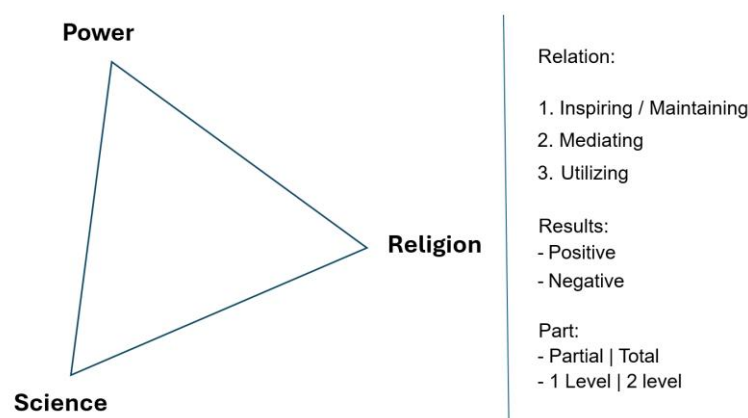 Power
Religion
Science
Relation:
1. Inspiring / Maintaining
2. Mediating
3. Utilizing
Results:
- Positive
- Negative
Part:
- Partial | Total
- 1 Level | 2 level